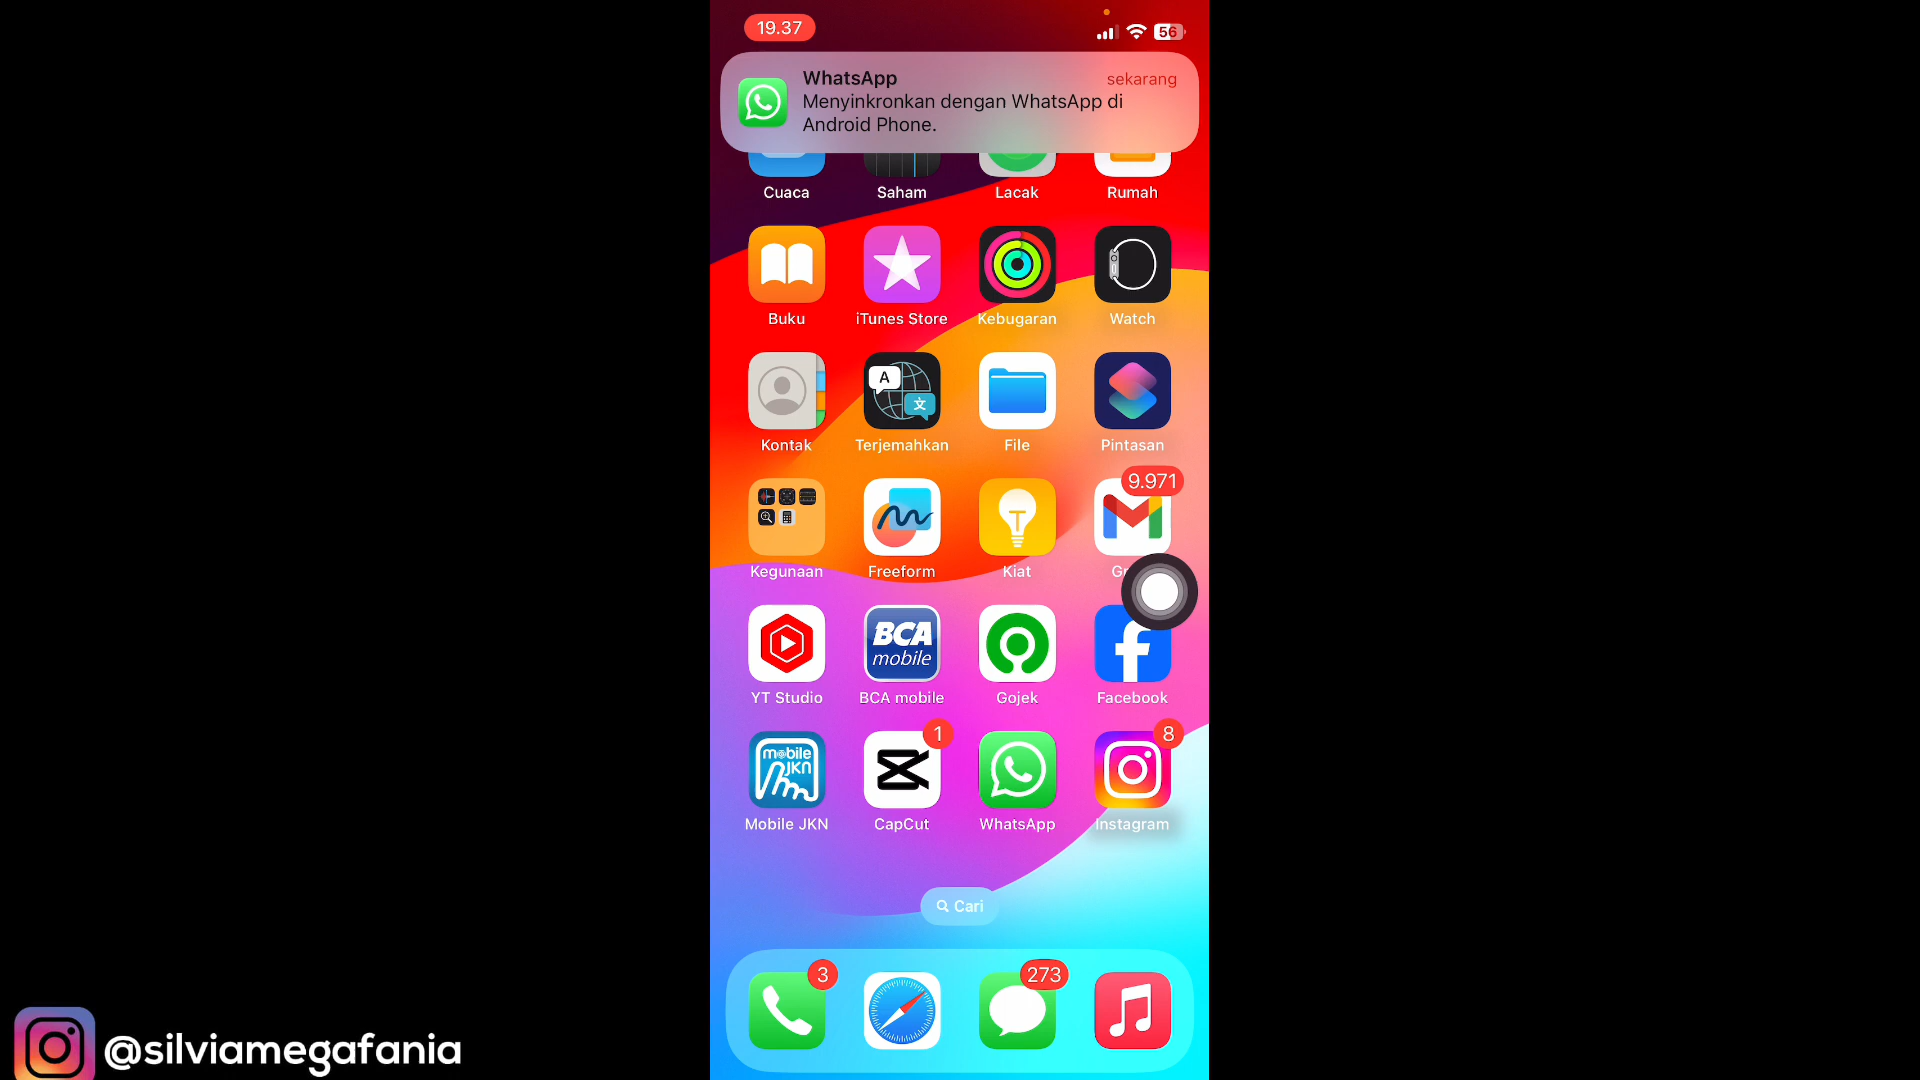 19.37
56
WhatsApp
sekarang
Menyinkronkan dengan WhatsApp di
Android Phone.
Cuaca
Saham
Lacak
Rumah
Buku
iTunes Store
Kebugaran
Watch
A
文
Kontak
Terjemahkan
File
Pintasan
9.971
Kegunaan
Freeform
Kiat
BCA
mobile
YT Studio
BCA mobile
Gojek
Facebook
1
8
mobile
JKN
Mobile JKN
CapCut
WhatsApp
Instagram
Cari
3
273
@silviamegafania